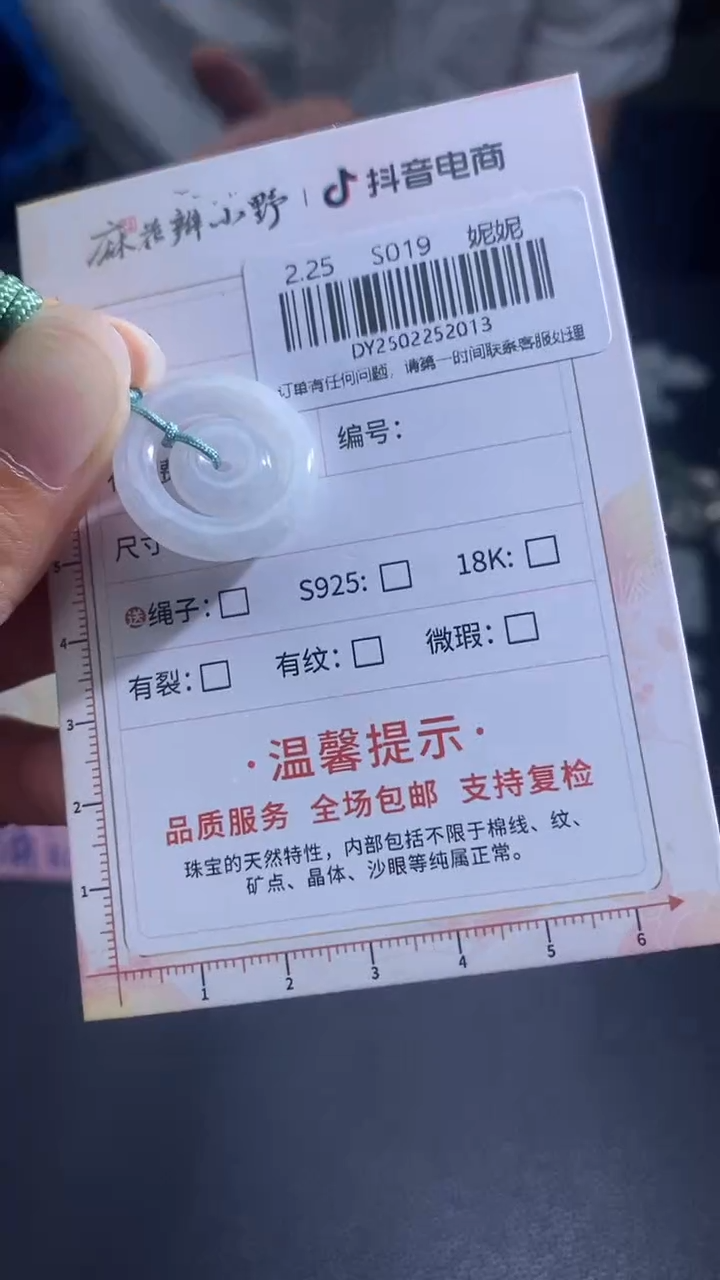 麻花辫小野 | 抖音电商
2.25 S019 妮妮
DY2502252013
订单有任何问题，请第一时间联系客服处理
编号：
尺寸
送 绳子：□ S925：□ 18K：□
有裂：□ 有纹：□ 微瑕：□
·温馨提示·
品质服务 全场包邮 支持复检
珠宝的天然特性，内部包括不限于棉线、纹、
矿点、晶体、沙眼等纯属正常。
5
4
3
2
1
1 2 3 4 5 6